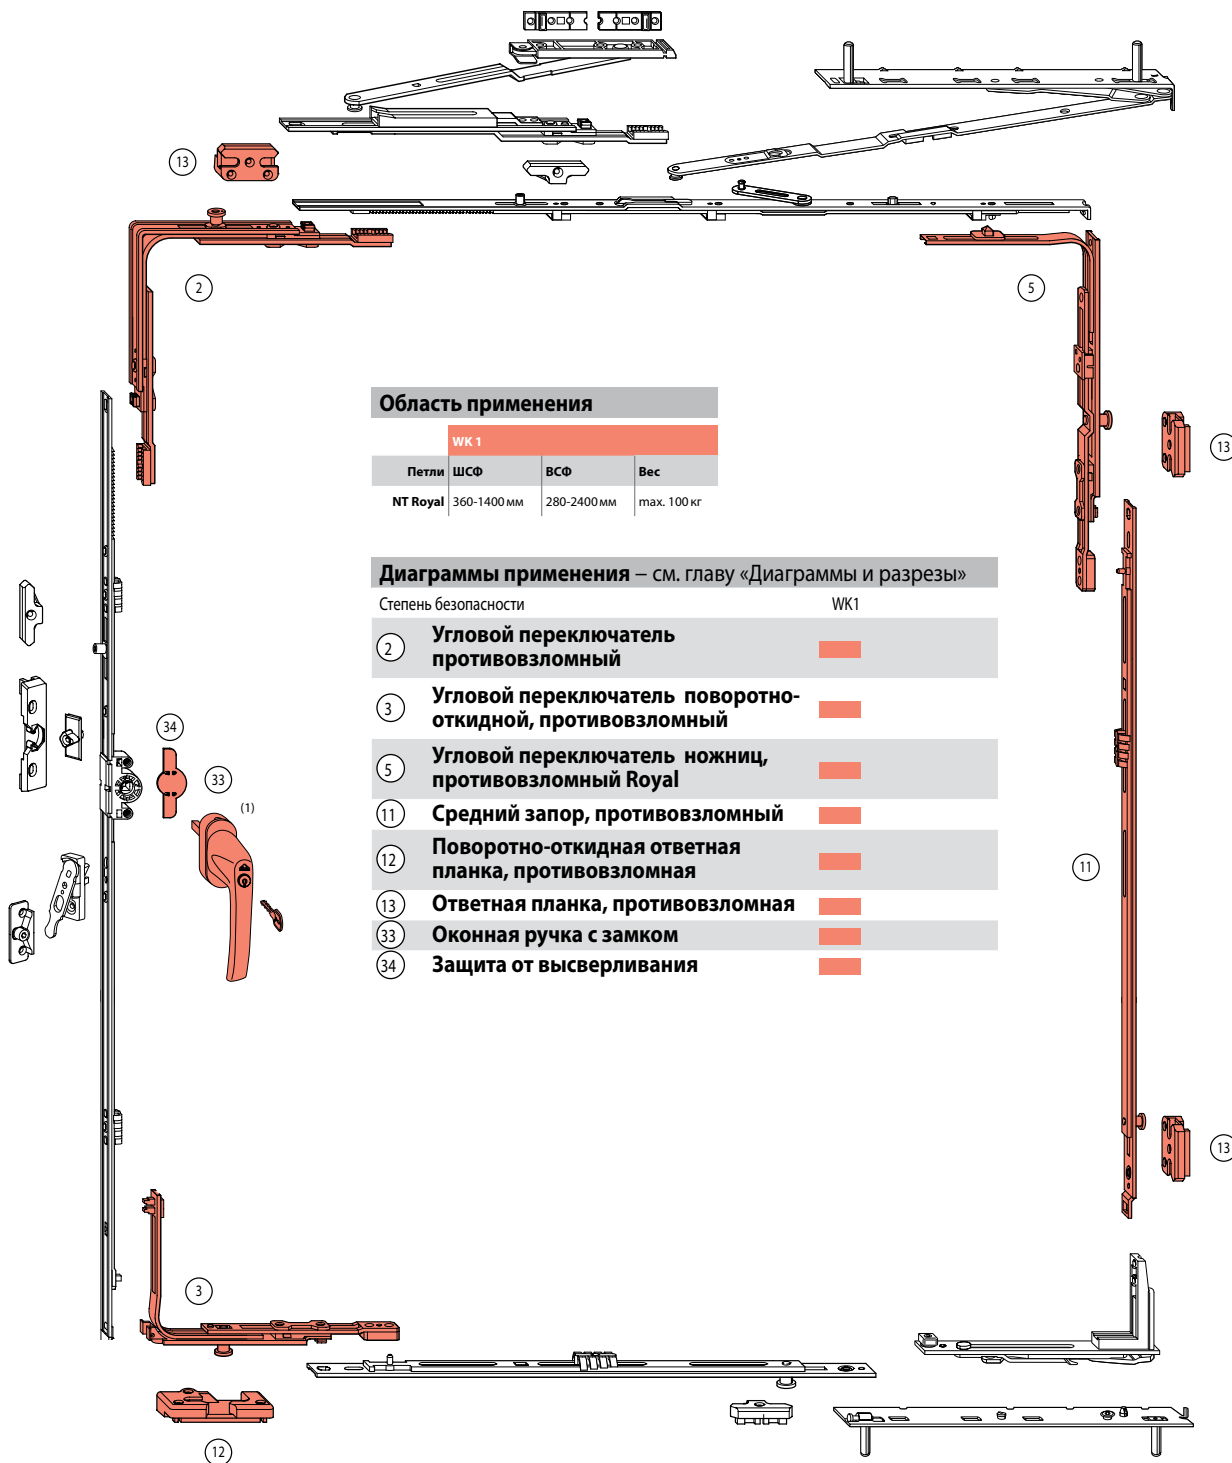 13
2
5
Область применения
WK 1
Петли ШСФ ВСФ Вес
NT Royal 360-1400 мм 280-2400 мм max. 100 кг
13
Диаграммы применения – см. главу «Диаграммы и разрезы»
Степень безопасности WK1
2 Угловой переключатель
противовзломный
3 Угловой переключатель поворотно-
откидной, противовзломный
5 Угловой переключатель ножниц,
противовзломный Royal
11 Средний запор, противовзломный
12 Поворотно-откидная ответная
планка, противовзломная
13 Ответная планка, противовзломная
33 Оконная ручка с замком
34 Защита от высверливания
34
33
(1)
11
13
3
12